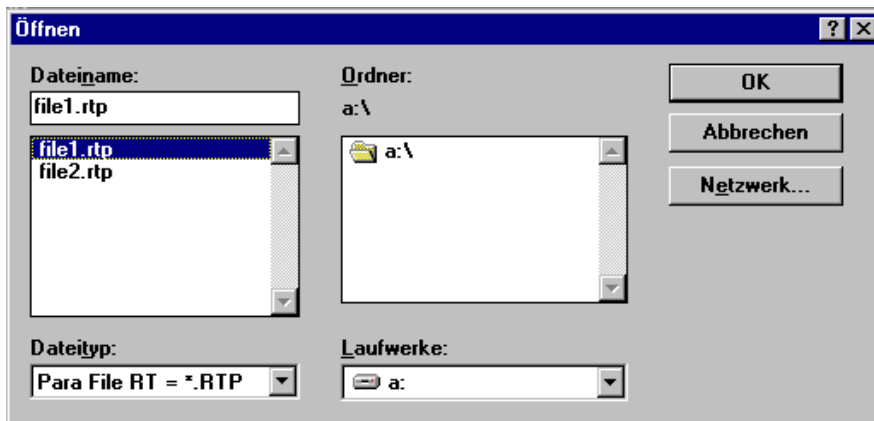 Öffnen
Dateiname:
file1.rtp
file1.rtp
file2.rtp
Dateityp:
Para File RT = *.RTP
Ordner:
a:\
a:\
Laufwerke:
a:
OK
Abbrechen
Netzwerk...